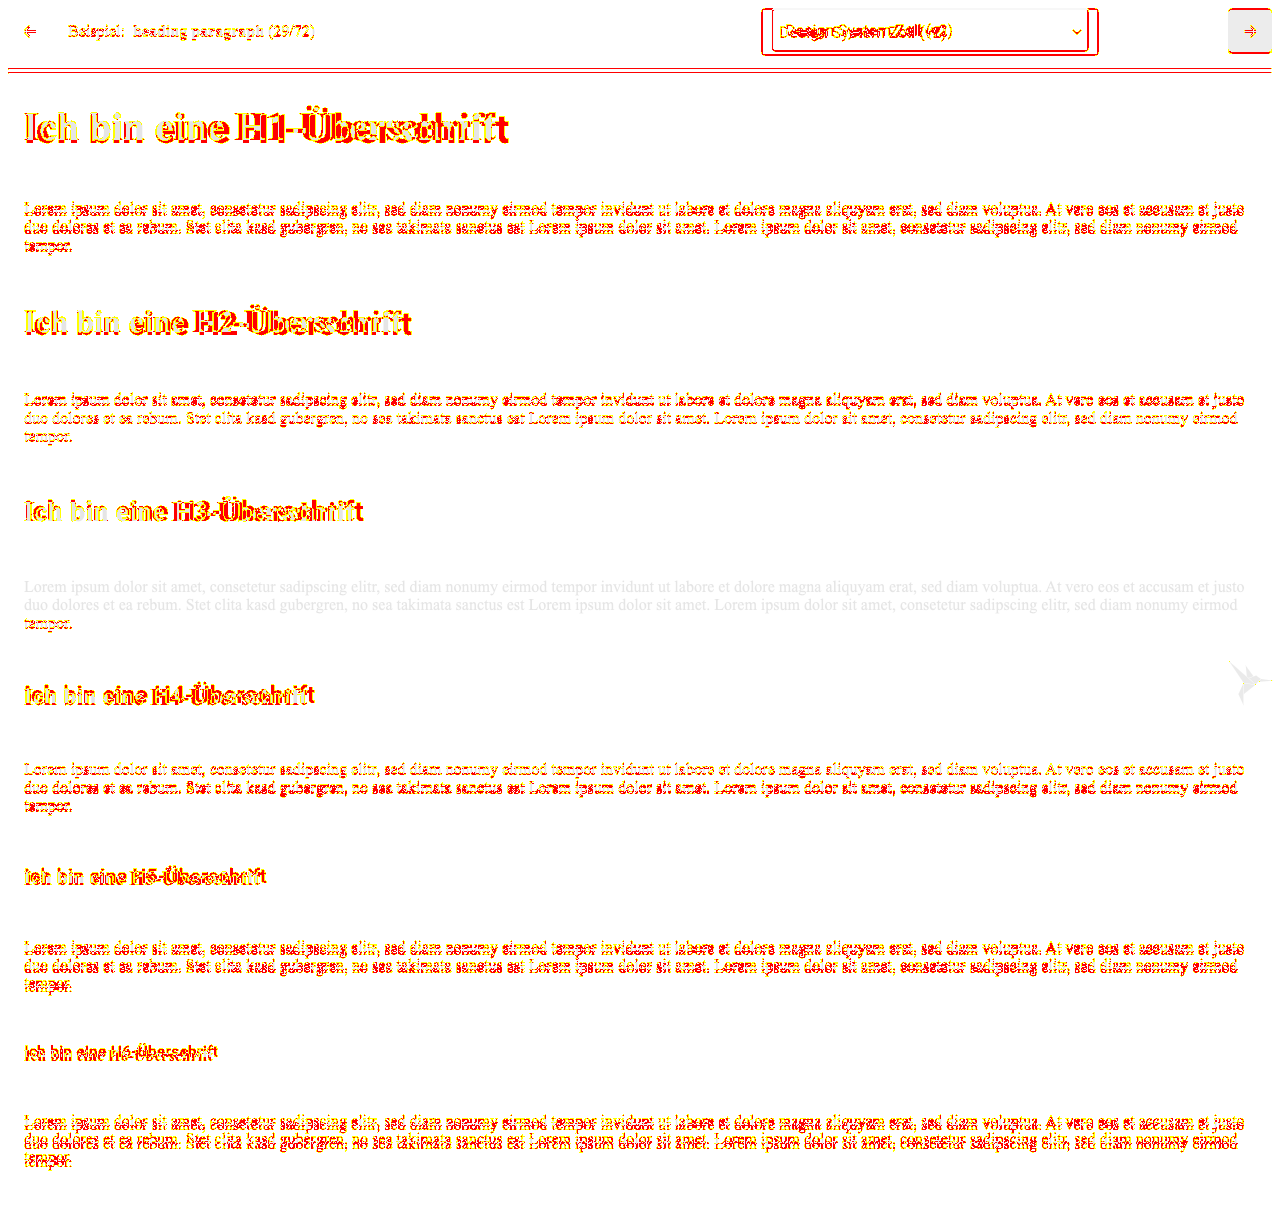 Beispiel: heading paragraph (29/72)
Design System Zoll (v2)
Ich bin eine H1-Überschrift
Lorem ipsum dolor sit amet, consetetur sadipscing elitr, sed diam nonumy eirmod tempor invidunt ut labore et dolore magna aliquyam erat, sed diam voluptua. At vero eos et accusam et justo
duo dolores et ea rebum. Stet clita kasd gubergren, no sea takimata sanctus est Lorem ipsum dolor sit amet. Lorem ipsum dolor sit amet, consetetur sadipscing elitr, sed diam nonumy eirmod
tempor.
Ich bin eine H2-Überschrift
Lorem ipsum dolor sit amet, consetetur sadipscing elitr, sed diam nonumy eirmod tempor invidunt ut labore et dolore magna aliquyam erat, sed diam voluptua. At vero eos et accusam et justo
duo dolores et ea rebum. Stet clita kasd gubergren, no sea takimata sanctus est Lorem ipsum dolor sit amet. Lorem ipsum dolor sit amet, consetetur sadipscing elitr, sed diam nonumy eirmod
tempor.
Ich bin eine H3-Überschrift
Lorem ipsum dolor sit amet, consetetur sadipscing elitr, sed diam nonumy eirmod tempor invidunt ut labore et dolore magna aliquyam erat, sed diam voluptua. At vero eos et accusam et justo
duo dolores et ea rebum. Stet clita kasd gubergren, no sea takimata sanctus est Lorem ipsum dolor sit amet. Lorem ipsum dolor sit amet, consetetur sadipscing elitr, sed diam nonumy eirmod
tempor.
Ich bin eine H4-Überschrift
Lorem ipsum dolor sit amet, consetetur sadipscing elitr, sed diam nonumy eirmod tempor invidunt ut labore et dolore magna aliquyam erat, sed diam voluptua. At vero eos et accusam et justo
duo dolores et ea rebum. Stet clita kasd gubergren, no sea takimata sanctus est Lorem ipsum dolor sit amet. Lorem ipsum dolor sit amet, consetetur sadipscing elitr, sed diam nonumy eirmod
tempor.
Ich bin eine H5-Überschrift
Lorem ipsum dolor sit amet, consetetur sadipscing elitr, sed diam nonumy eirmod tempor invidunt ut labore et dolore magna aliquyam erat, sed diam voluptua. At vero eos et accusam et justo
duo dolores et ea rebum. Stet clita kasd gubergren, no sea takimata sanctus est Lorem ipsum dolor sit amet. Lorem ipsum dolor sit amet, consetetur sadipscing elitr, sed diam nonumy eirmod
tempor.
Ich bin eine H6-Überschrift
Lorem ipsum dolor sit amet, consetetur sadipscing elitr, sed diam nonumy eirmod tempor invidunt ut labore et dolore magna aliquyam erat, sed diam voluptua. At vero eos et accusam et justo
duo dolores et ea rebum. Stet clita kasd gubergren, no sea takimata sanctus est Lorem ipsum dolor sit amet. Lorem ipsum dolor sit amet, consetetur sadipscing elitr, sed diam nonumy eirmod
tempor.